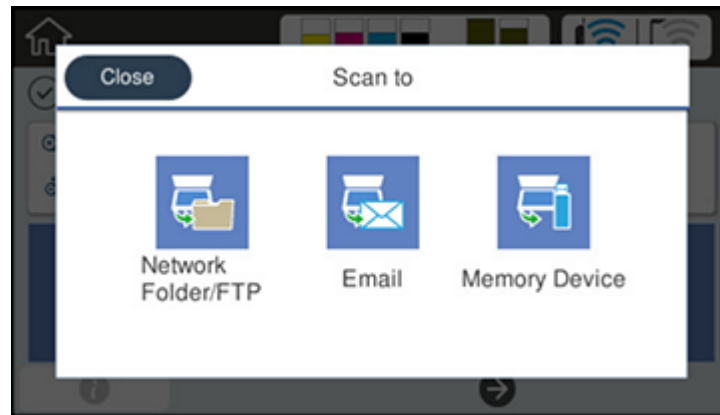 Close
Scan to
Network
Folder/FTP
Email
Memory Device